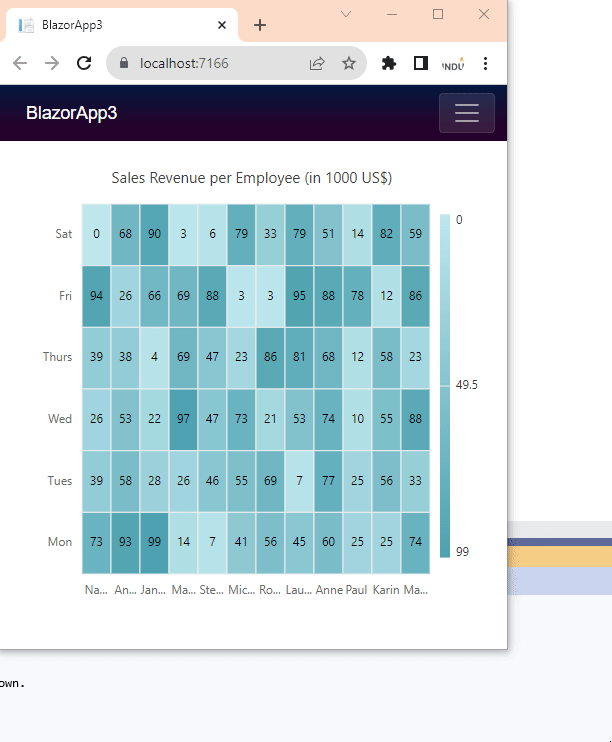 BlazorApp3
localhost:7166
INDU
BlazorApp3
Sales Revenue per Employee (in 1000 US$)
Sat 0 68 90 3 6 79 33 79 51 14 82 59
Fri 94 26 66 69 88 3 3 95 88 78 12 86
Thurs 39 38 4 69 47 23 86 81 68 12 58 23
Wed 26 53 22 97 47 73 21 53 74 10 55 88
Tues 39 58 28 26 46 55 69 7 77 25 56 33
Mon 73 93 99 14 7 41 56 45 60 25 25 74
Na... An... Jan... Ma... Ste... Mic... Ro... Lau... Anne Paul Karin Ma...
0
49.5
99
own.